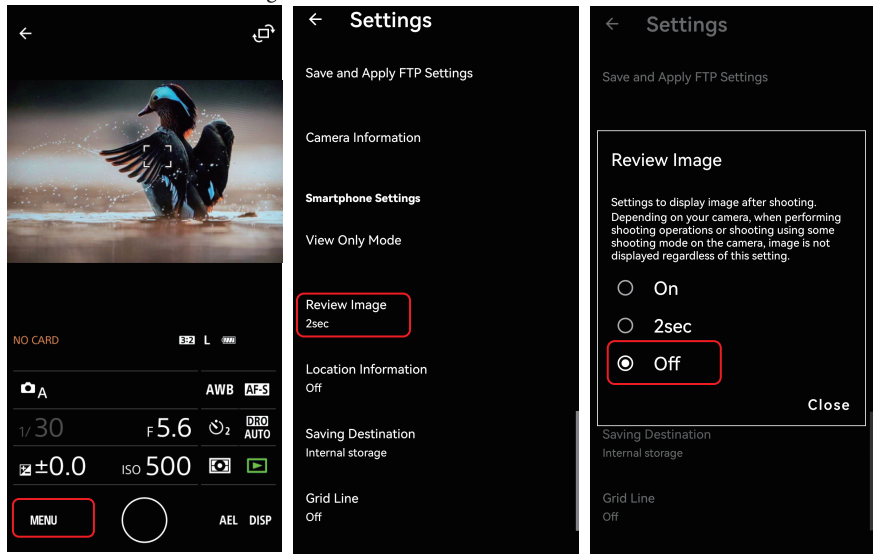 NO CARD
3:2 L
A
AWB AF-S
1/30
F5.6
2
DRO
AUTO
±0.0
ISO 500
MENU
AEL DISP
Settings
Save and Apply FTP Settings
Camera Information
Smartphone Settings
View Only Mode
Review Image
2sec
Location Information
Off
Saving Destination
Internal storage
Grid Line
Off
Settings
Save and Apply FTP Settings
Review Image
Settings to display image after shooting.
Depending on your camera, when performing
shooting operations or shooting using some
shooting mode on the camera, image is not
displayed regardless of this setting.
On
2sec
Off
Close
Saving Destination
Internal storage
Grid Line
Off